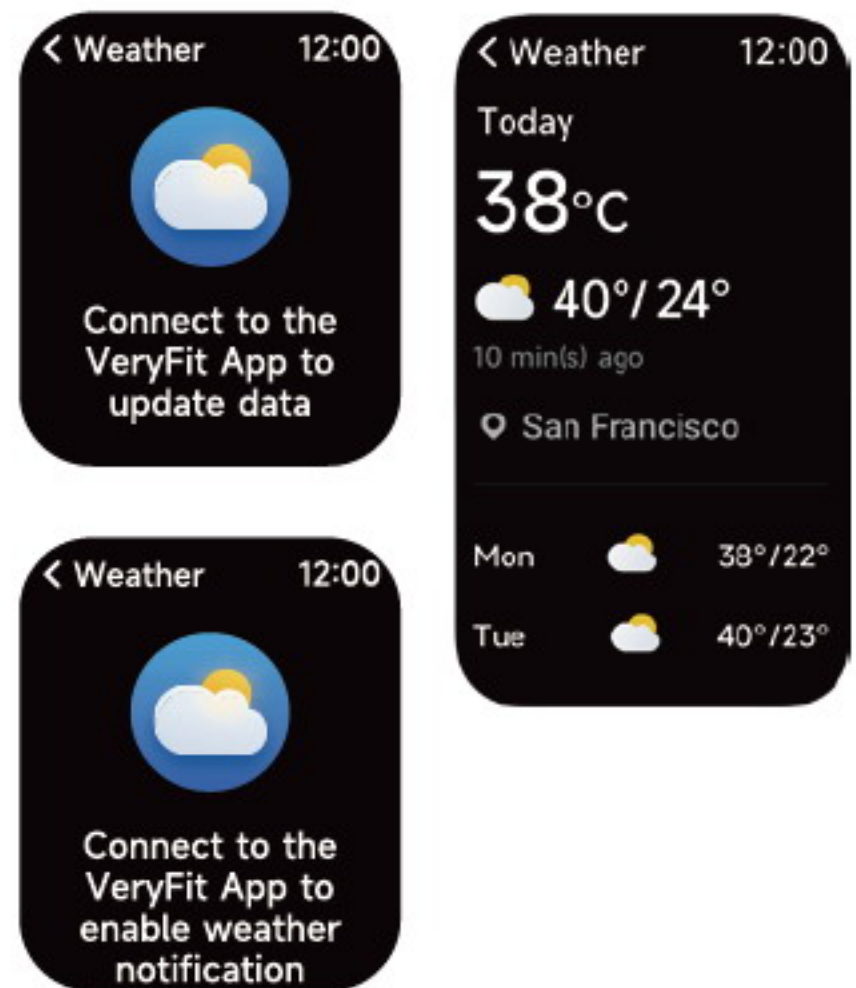 < Weather 12:00
Connect to the
VeryFit App to
update data
< Weather 12:00
Today
38°C
40°/24°
10 min(s) ago
San Francisco
Mon 38°/22°
Tue 40°/23°
< Weather 12:00
Connect to the
VeryFit App to
enable weather
notification